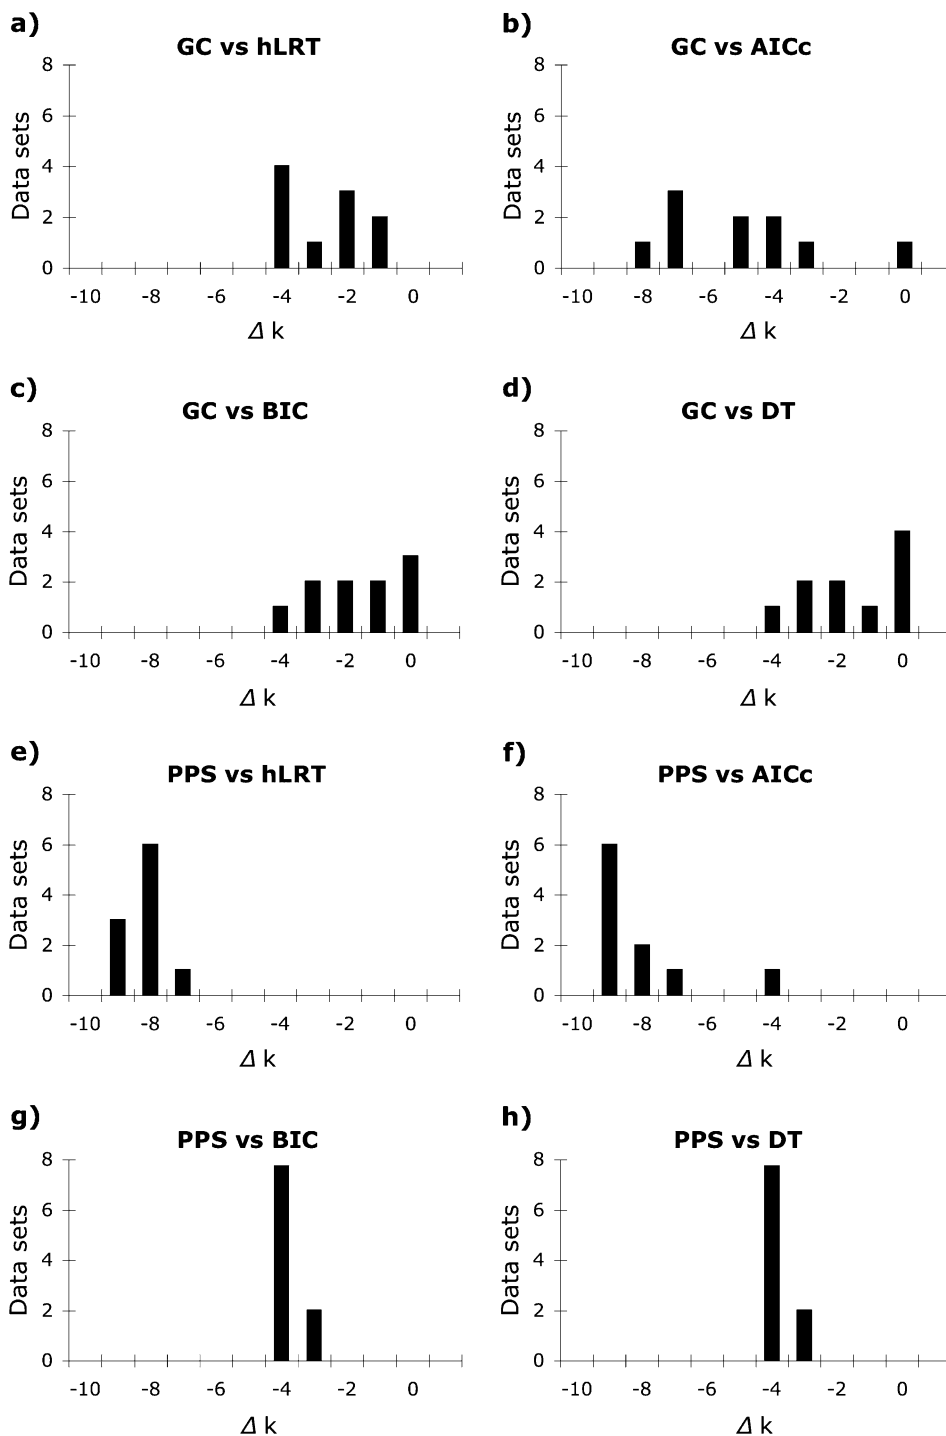 a)
GC vs hLRT
8
6
4
2
0
Data sets
-10 -8 -6 -4 -2 0
Δ k
b)
GC vs AICc
8
6
4
2
0
Data sets
-10 -8 -6 -4 -2 0
Δ k
c)
GC vs BIC
8
6
4
2
0
Data sets
-10 -8 -6 -4 -2 0
Δ k
d)
GC vs DT
8
6
4
2
0
Data sets
-10 -8 -6 -4 -2 0
Δ k
e)
PPS vs hLRT
8
6
4
2
0
Data sets
-10 -8 -6 -4 -2 0
Δ k
f)
PPS vs AICc
8
6
4
2
0
Data sets
-10 -8 -6 -4 -2 0
Δ k
g)
PPS vs BIC
8
6
4
2
0
Data sets
-10 -8 -6 -4 -2 0
Δ k
h)
PPS vs DT
8
6
4
2
0
Data sets
-10 -8 -6 -4 -2 0
Δ k